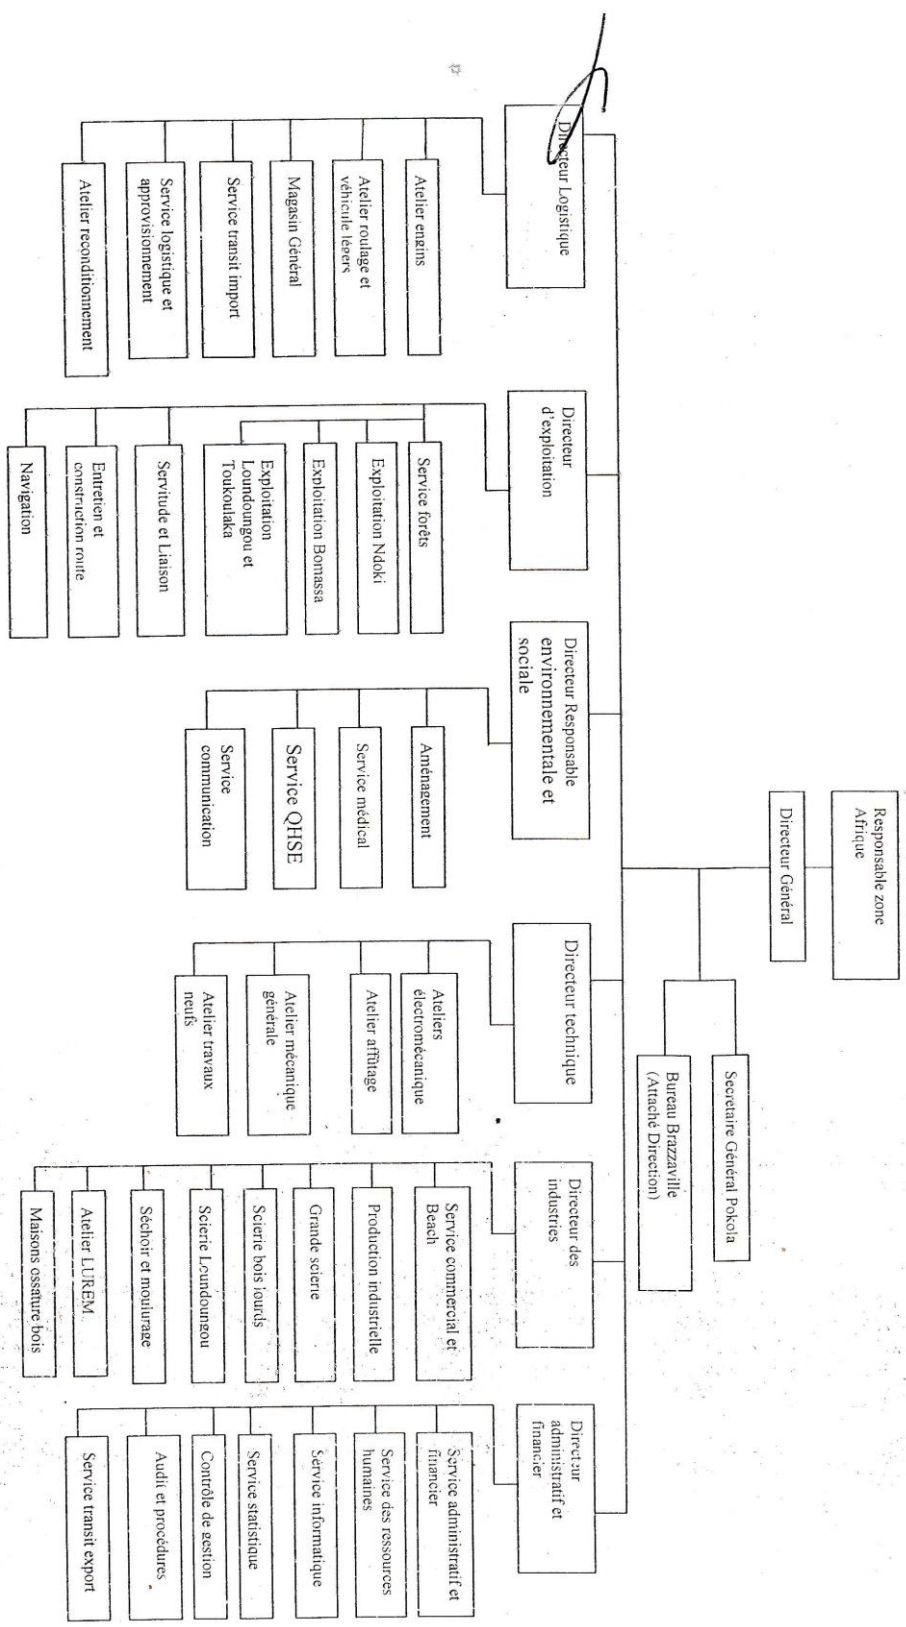 Responsable zone
Afrique
Directeur Général
Secrétaire Général Pokola
Bureau Brazzaville
(Attaché Direction)
Directeur Logistique
Atelier engins
Atelier roulage et
véhicule légers
Magasin Général
Service transit import
Service logistique et
approvisionnement
Atelier reconditionnement
Directeur
d'exploitation
Service forêts
Exploitation Ndoki
Exploitation Bomassa
Exploitation
Loundoungou et
Toukoulaka
Servitude et Liaison
Entretien et
construction route
Navigation
Directeur Responsable
environnementale et
sociale
Aménagement
Service médical
Service QHSE
Service
communication
Directeur technique
Ateliers
électromécanique
Atelier affûtage
Atelier mécanique
générale
Atelier travaux
neufs
Directeur des
industries
Service commercial et
Beach
Production industrielle
Grande scierie
Scierie bois lourds
Scierie Loundoungou
Séchoir et moulurage
Atelier LUREM
Maisons ossature bois
Directeur
administratif et
financier
Service administratif et
financier
Service des ressources
humaines
Service informatique
Service statistique
Contrôle de gestion
Audit et procédures
Service transit export